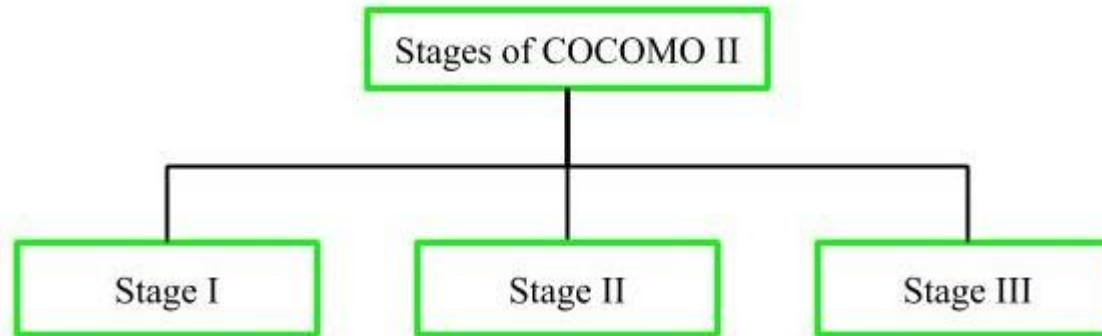 Stages of COCOMO II
Stage I
Stage II
Stage III